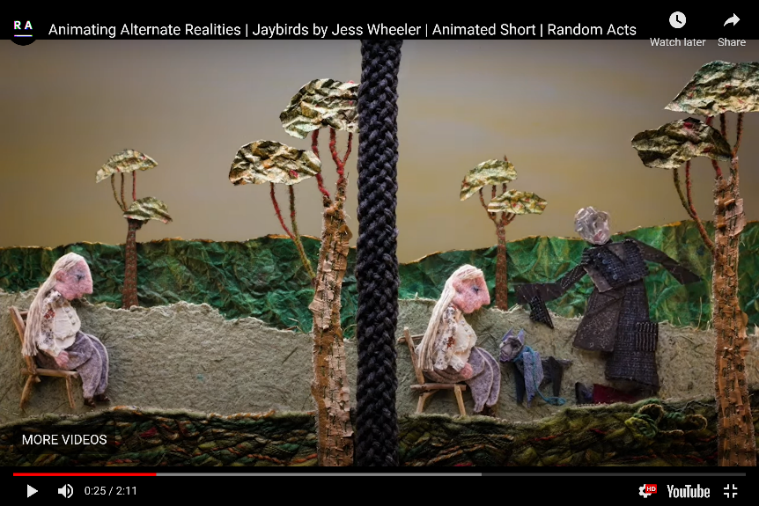 RA
Animating Alternate Realities | Jaybirds by Jess Wheeler | Animated Short | Random Acts
Watch later
Share
MORE VIDEOS
0:25 / 2:11
HD
YouTube